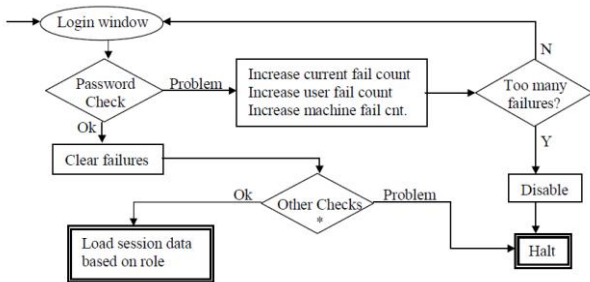 Login window
N
Password
Check
Problem
Increase current fail count
Increase user fail count
Increase machine fail cnt.
Too many
failures?
Ok
Y
Clear failures
Ok
Other Checks
*
Problem
Disable
Load session data
based on role
Halt